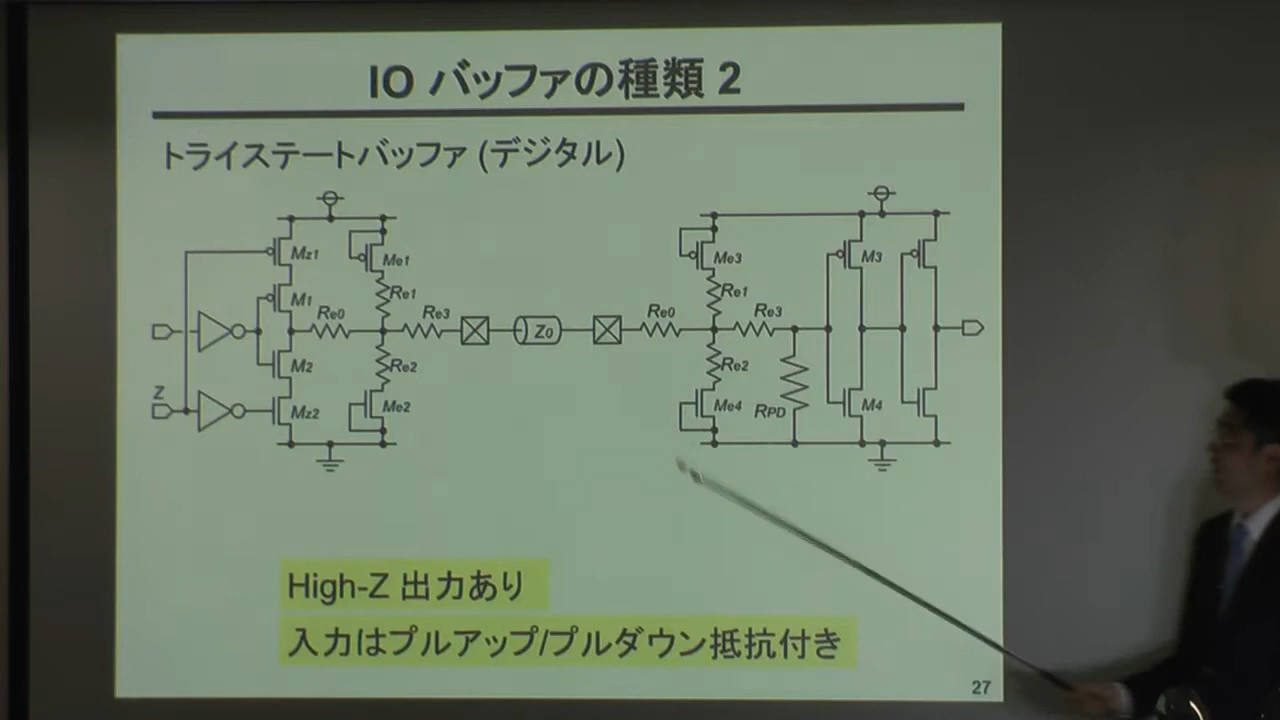 IO バッファの種類 2
トライステートバッファ (デジタル)
Mz1
Me1
M1
Re1
Re0
Re3
M2
Re2
Z
Mz2
Me2
Z0
Me3
M3
Re1
Re0
Re3
Re2
Me4
RPD
M4
High-Z 出力あり
入力はプルアップ/プルダウン抵抗付き
27